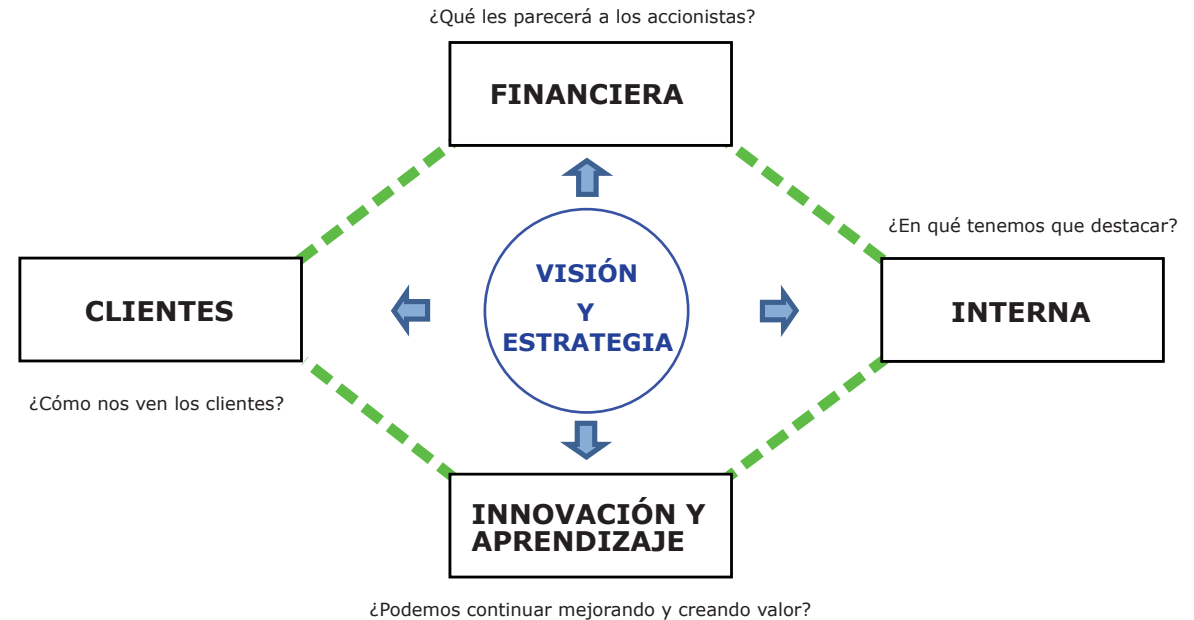 ¿Qué les parecerá a los accionistas?
FINANCIERA
¿En qué tenemos que destacar?
CLIENTES
VISIÓN
Y
ESTRATEGIA
INTERNA
¿Cómo nos ven los clientes?
INNOVACIÓN Y
APRENDIZAJE
¿Podemos continuar mejorando y creando valor?